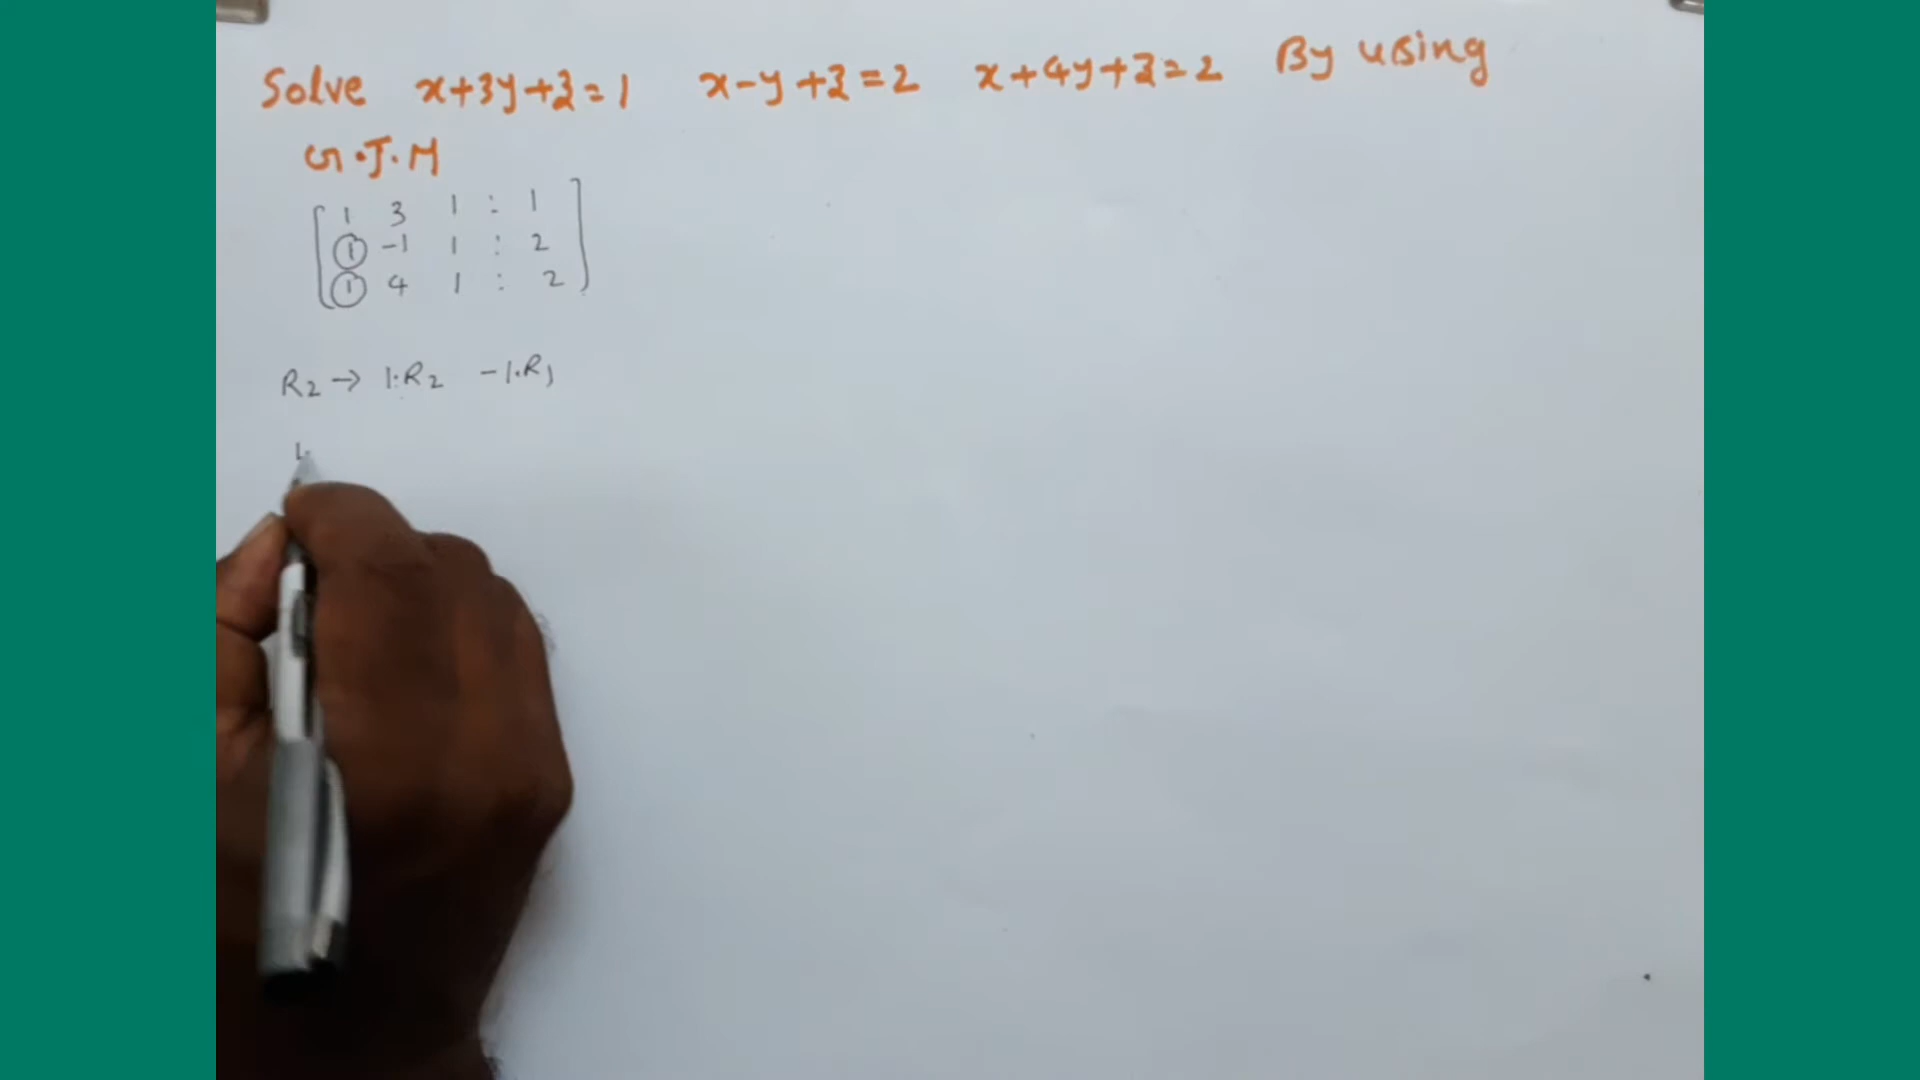 Solve x+3y+z=1 x-y+z=2 x+4y+z=2 By using
G.J.M
1 3 1 : 1
1 -1 1 : 2
1 4 1 : 2
R2 → 1.R2 -1.R1
1.